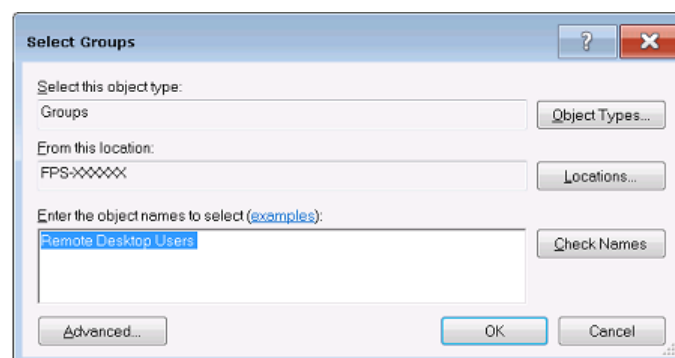 Select Groups
Select this object type:
Groups
Object Types...
From this location:
FPS-XXXXXX
Locations...
Enter the object names to select (examples):
Remote Desktop Users
Check Names
Advanced...
OK
Cancel